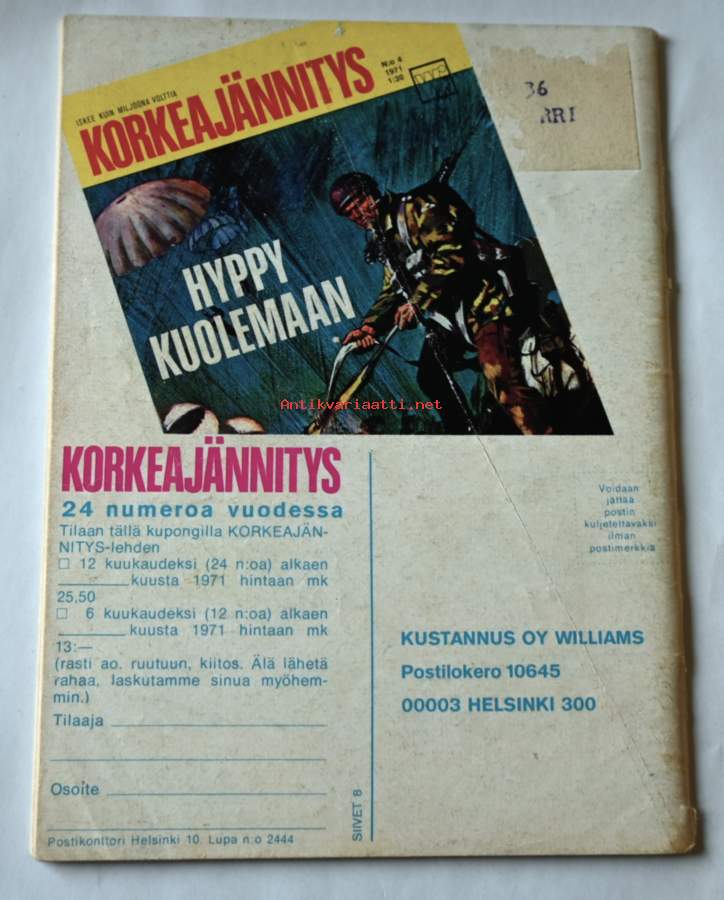 ISKEE KUIN MILJOONA VOLTTIA
KORKEAJÄNNITYS
N:o 4
1971
1:30
36
RRI
HYPPY
KUOLEMAAN
Antikvariaatti.net
KORKEAJÄNNITYS
24 numeroa vuodessa
Tilaan tällä kupongilla KORKEAJÄN-
NITYS-lehden
☐ 12 kuukaudeksi (24 n:oa) alkaen
________kuusta 1971 hintaan mk
25,50
☐ 6 kuukaudeksi (12 n:oa) alkaen
________kuusta 1971 hintaan mk
13:—
(rasti ao. ruutuun, kiitos. Älä lähetä
rahaa, laskutamme sinua myöhem-
min.)
Tilaaja
Osoite
Postikonttori Helsinki 10. Lupa n:o 2444
SIIVET 8
Voidaan
jättää
postin
kuljetettavaksi
ilman
postimerkkiä
KUSTANNUS OY WILLIAMS
Postilokero 10645
00003 HELSINKI 300